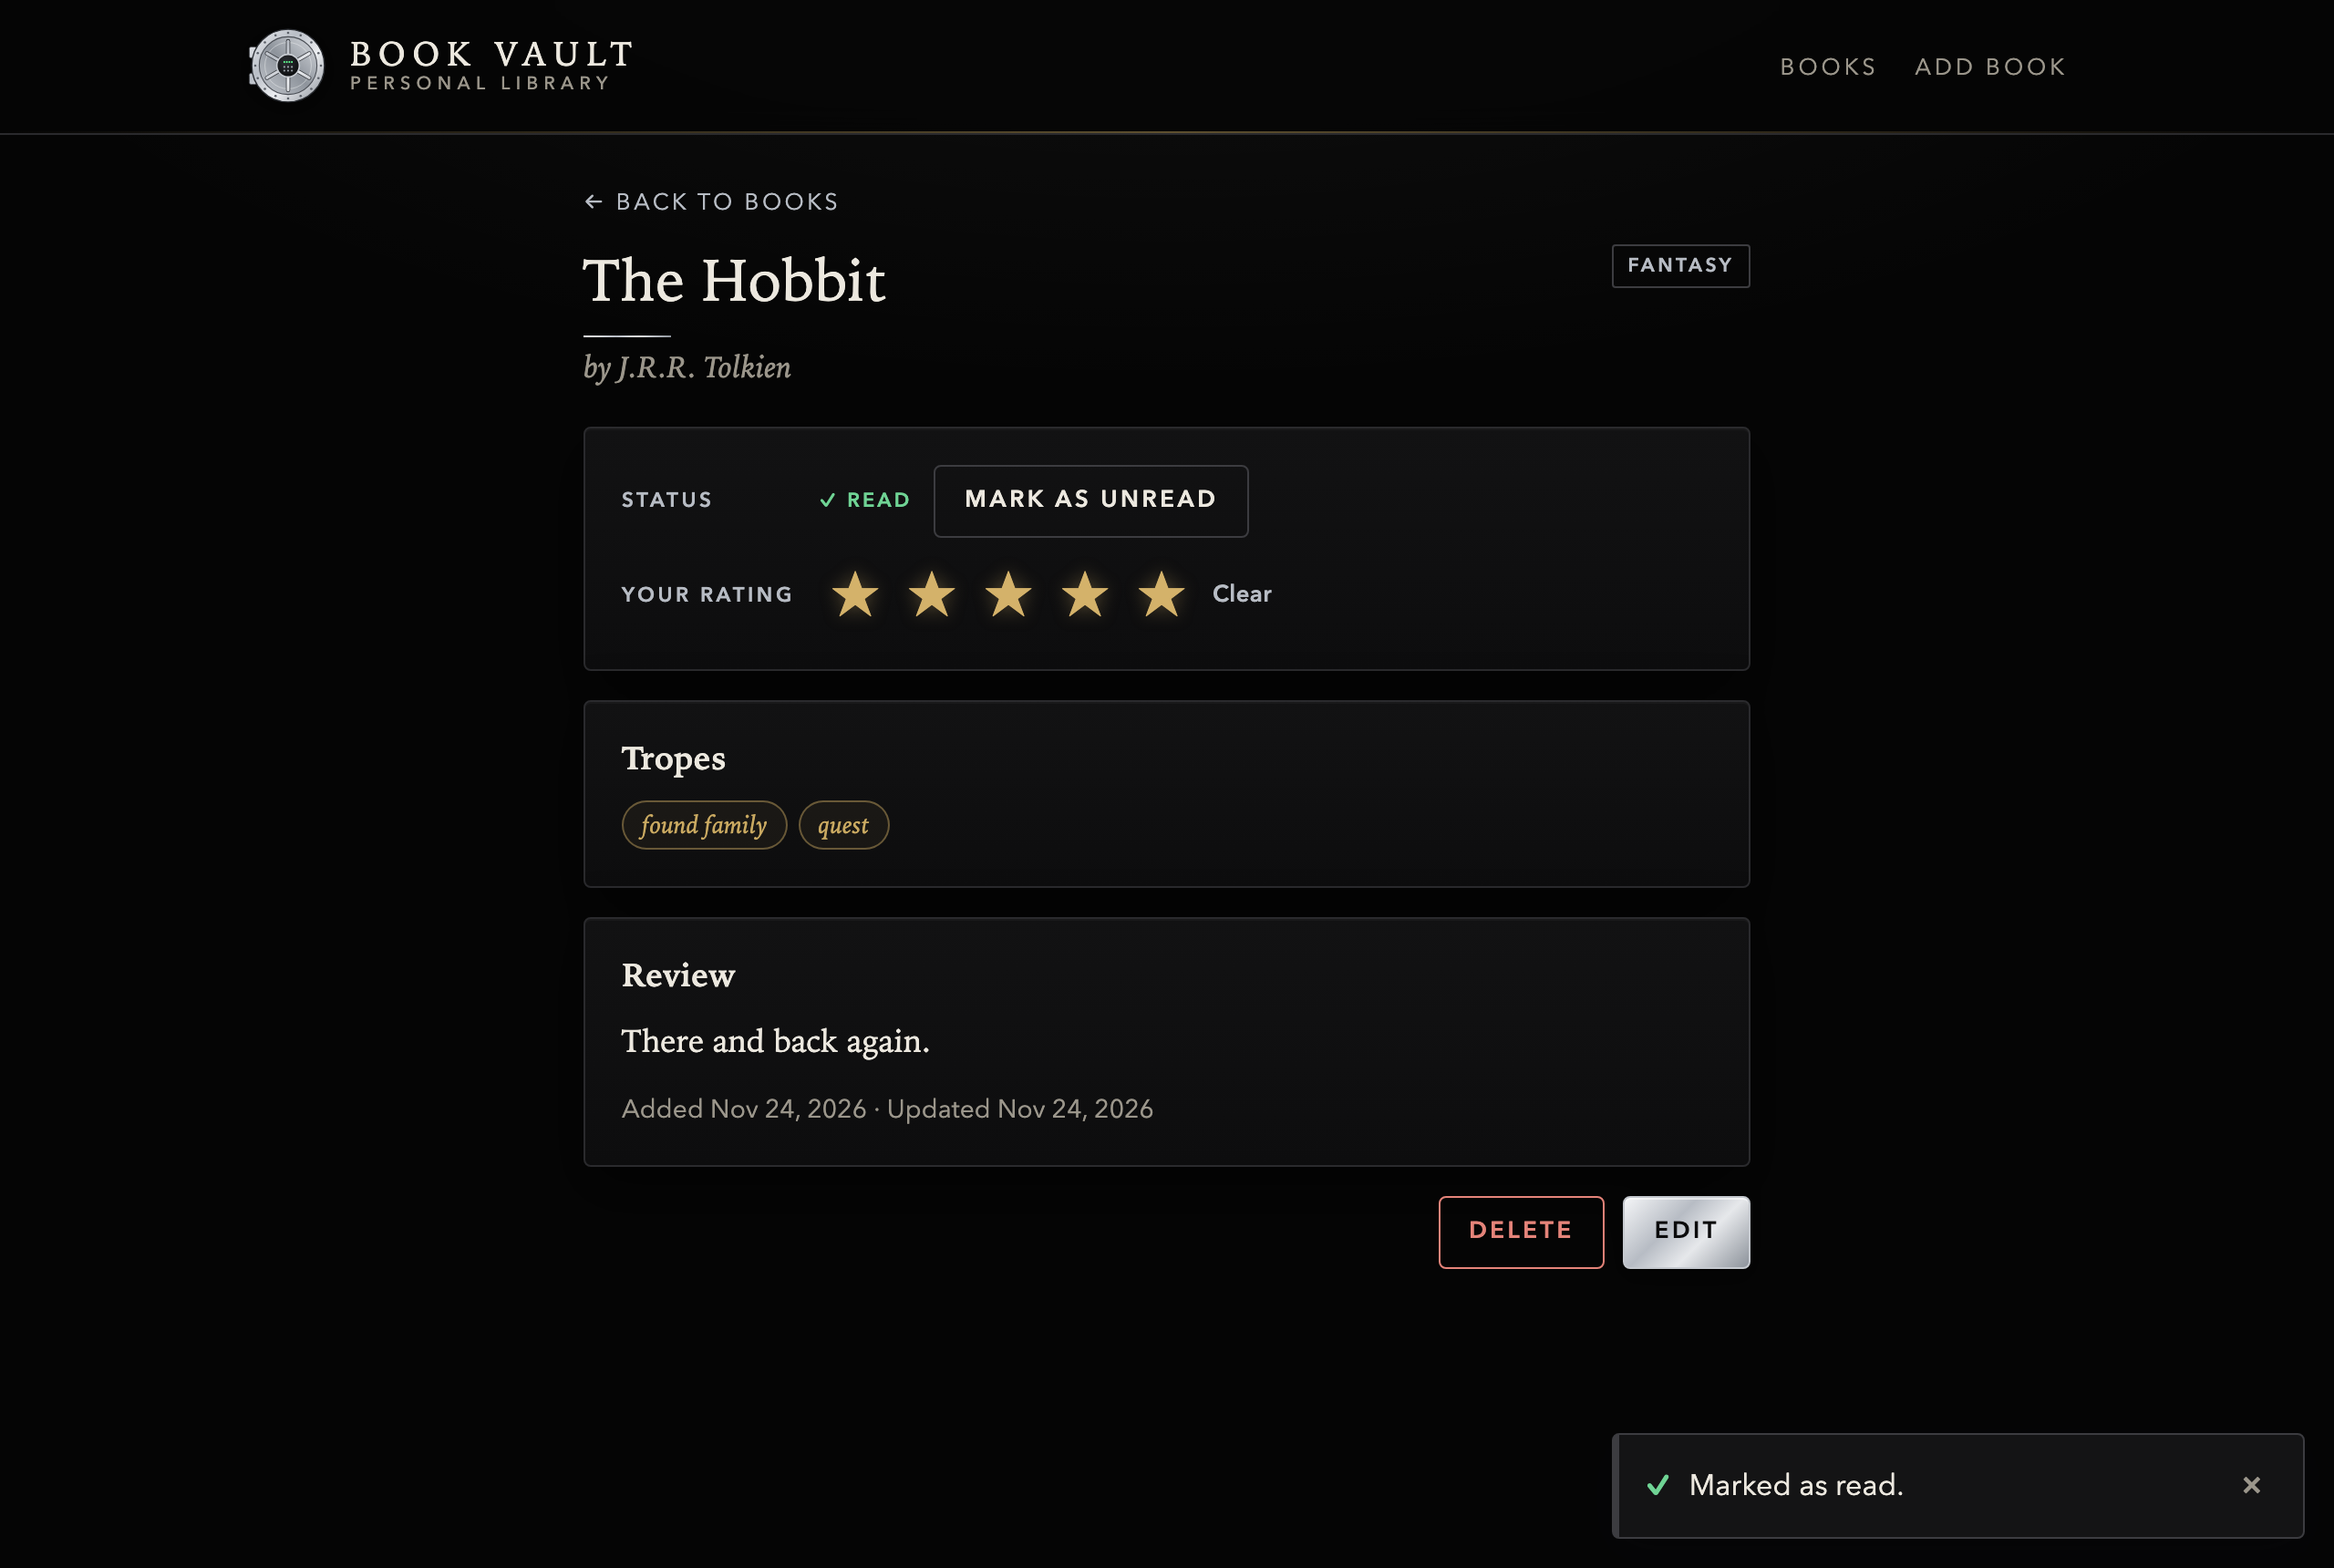 BOOK VAULT
PERSONAL LIBRARY
BOOKS ADD BOOK
← BACK TO BOOKS
The Hobbit
FANTASY
by J.R.R. Tolkien
STATUS ✓ READ MARK AS UNREAD
YOUR RATING ★ ★ ★ ★ ★ Clear
Tropes
found family quest
Review
There and back again.
Added Nov 24, 2026 · Updated Nov 24, 2026
DELETE EDIT
✓ Marked as read. ×